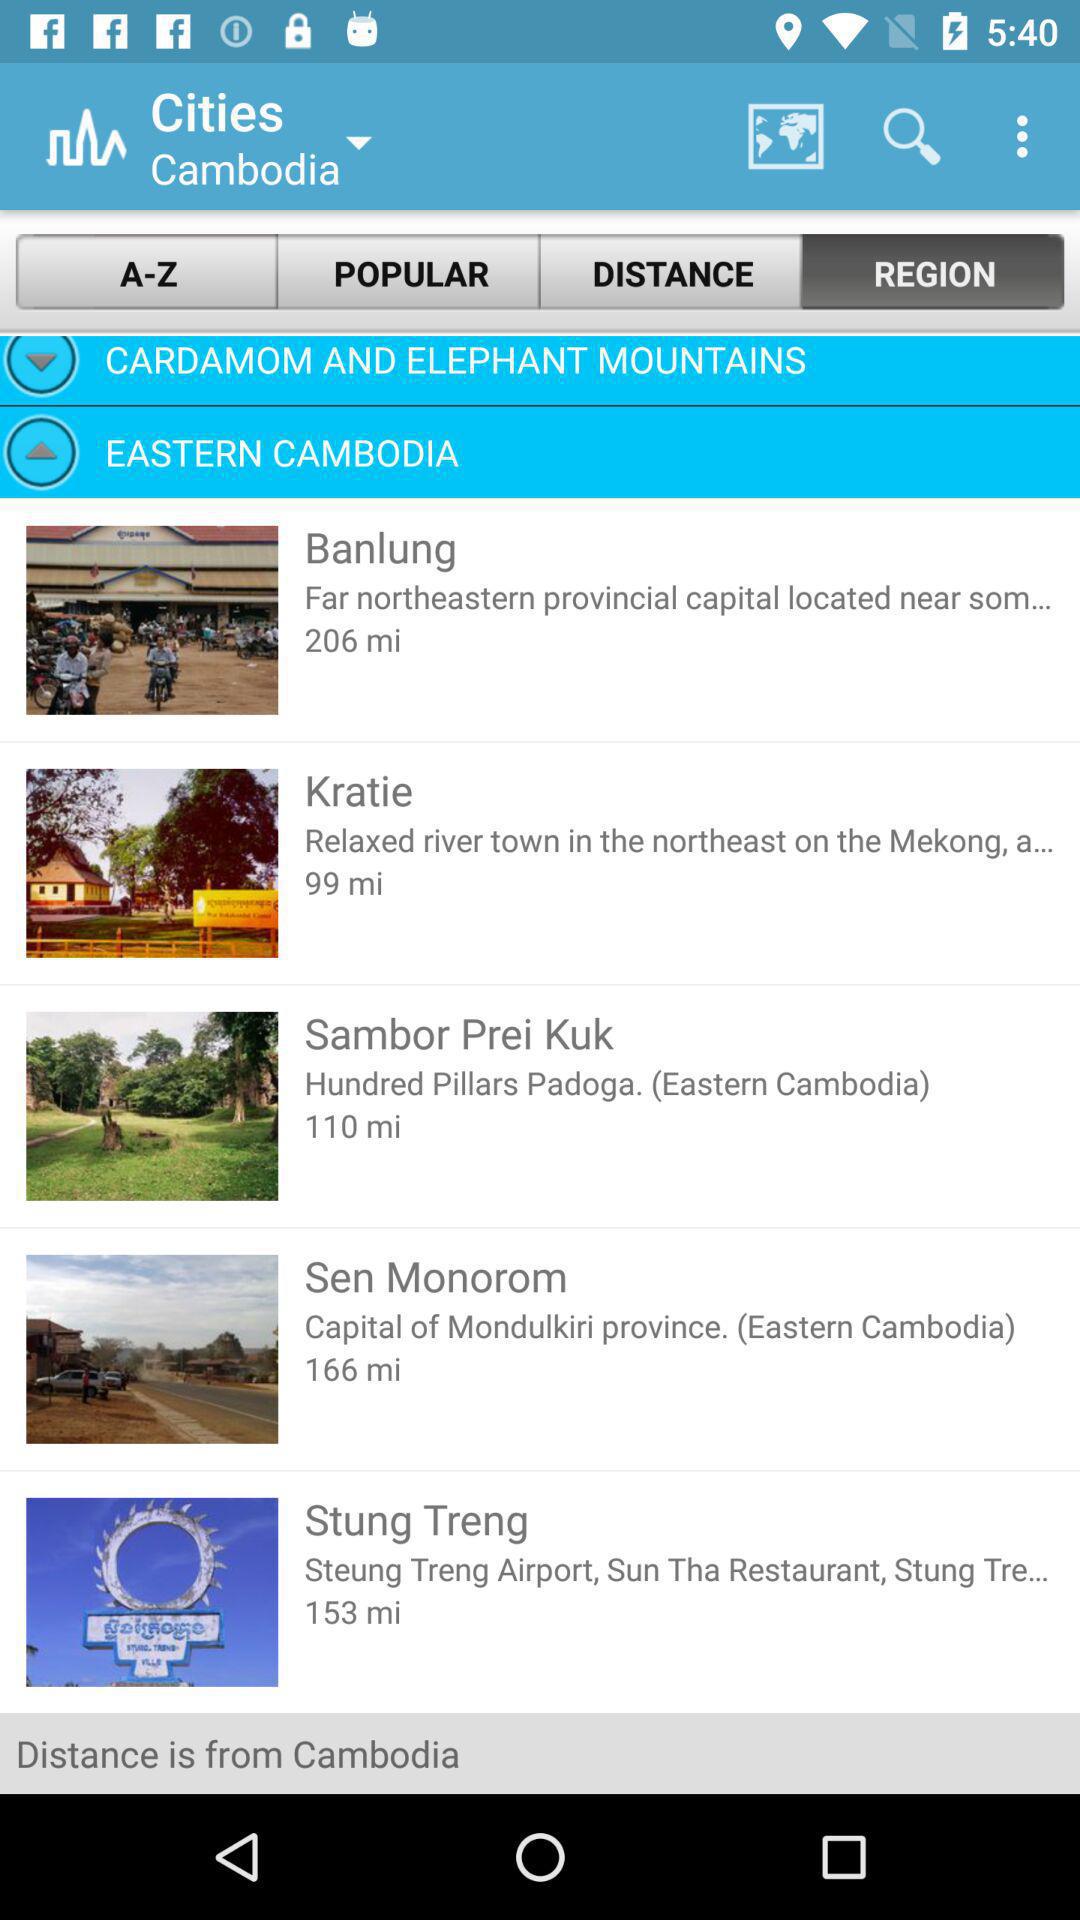 5:40
Cities
Cambodia
A-Z POPULAR DISTANCE REGION
CARDAMOM AND ELEPHANT MOUNTAINS
EASTERN CAMBODIA
Banlung
Far northeastern provincial capital located near som...
206 mi
Kratie
Relaxed river town in the northeast on the Mekong, a...
99 mi
Sambor Prei Kuk
Hundred Pillars Padoga. (Eastern Cambodia)
110 mi
Sen Monorom
Capital of Mondulkiri province. (Eastern Cambodia)
166 mi
Stung Treng
Steung Treng Airport, Sun Tha Restaurant, Stung Tre...
153 mi
STUNG TRENG
VILLE
Distance is from Cambodia